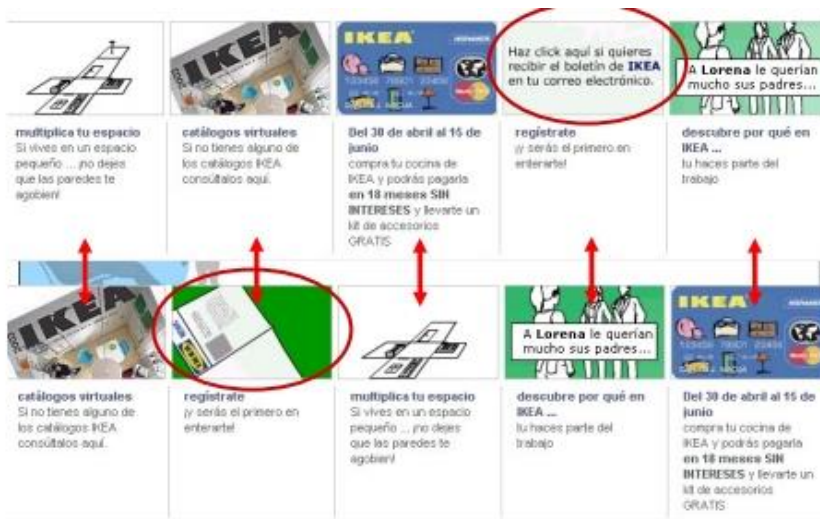 IKEA
IKEA
Haz click aquí si quieres
recibir el boletín de IKEA
en tu correo electrónico.
A Lorena le querían
mucho sus padres...
multiplica tu espacio
Si vives en un espacio
pequeño ... ¡no dejes
que las paredes te
agobien!
catálogos virtuales
Si no tienes alguno de
los catálogos IKEA
consúltalos aquí.
Del 30 de abril al 15 de
junio
compra tu cocina de
IKEA y podrás pagarla
en 18 meses SIN
INTERESES y llevarte un
kit de accesorios
GRATIS
regístrate
¡y serás el primero en
enterarte!
descubre por qué en
IKEA ...
tu haces parte del
trabajo
IKEA
IKEA
A Lorena le querían
mucho sus padres...
IKEA
catálogos virtuales
Si no tienes alguno de
los catálogos IKEA
consúltalos aquí.
regístrate
¡y serás el primero en
enterarte!
multiplica tu espacio
Si vives en un espacio
pequeño ... ¡no dejes
que las paredes te
agobien!
descubre por qué en
IKEA ...
tu haces parte del
trabajo
Del 30 de abril al 15 de
junio
compra tu cocina de
IKEA y podrás pagarla
en 18 meses SIN
INTERESES y llevarte un
kit de accesorios
GRATIS